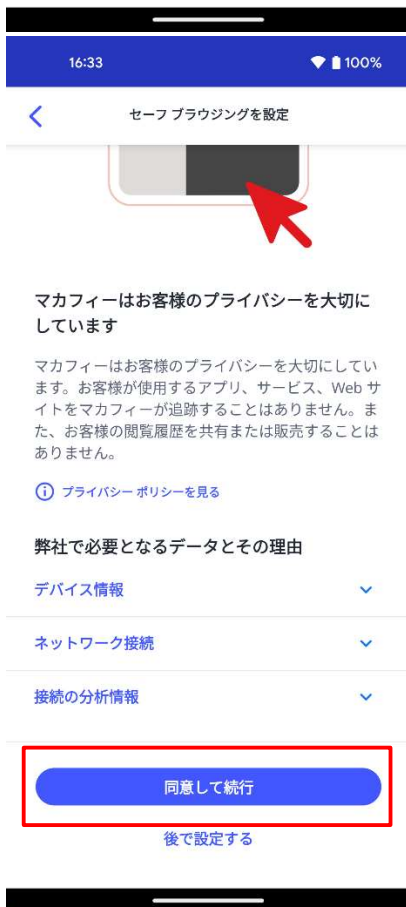 16:33 100%
セーフ ブラウジングを設定
マカフィーはお客様のプライバシーを大切に
しています
マカフィーはお客様のプライバシーを大切にしてい
ます。お客様が使用するアプリ、サービス、Web サ
イトをマカフィーが追跡することはありません。ま
た、お客様の閲覧履歴を共有または販売することは
ありません。
プライバシー ポリシーを見る
弊社で必要となるデータとその理由
デバイス情報
ネットワーク接続
接続の分析情報
同意して続行
後で設定する